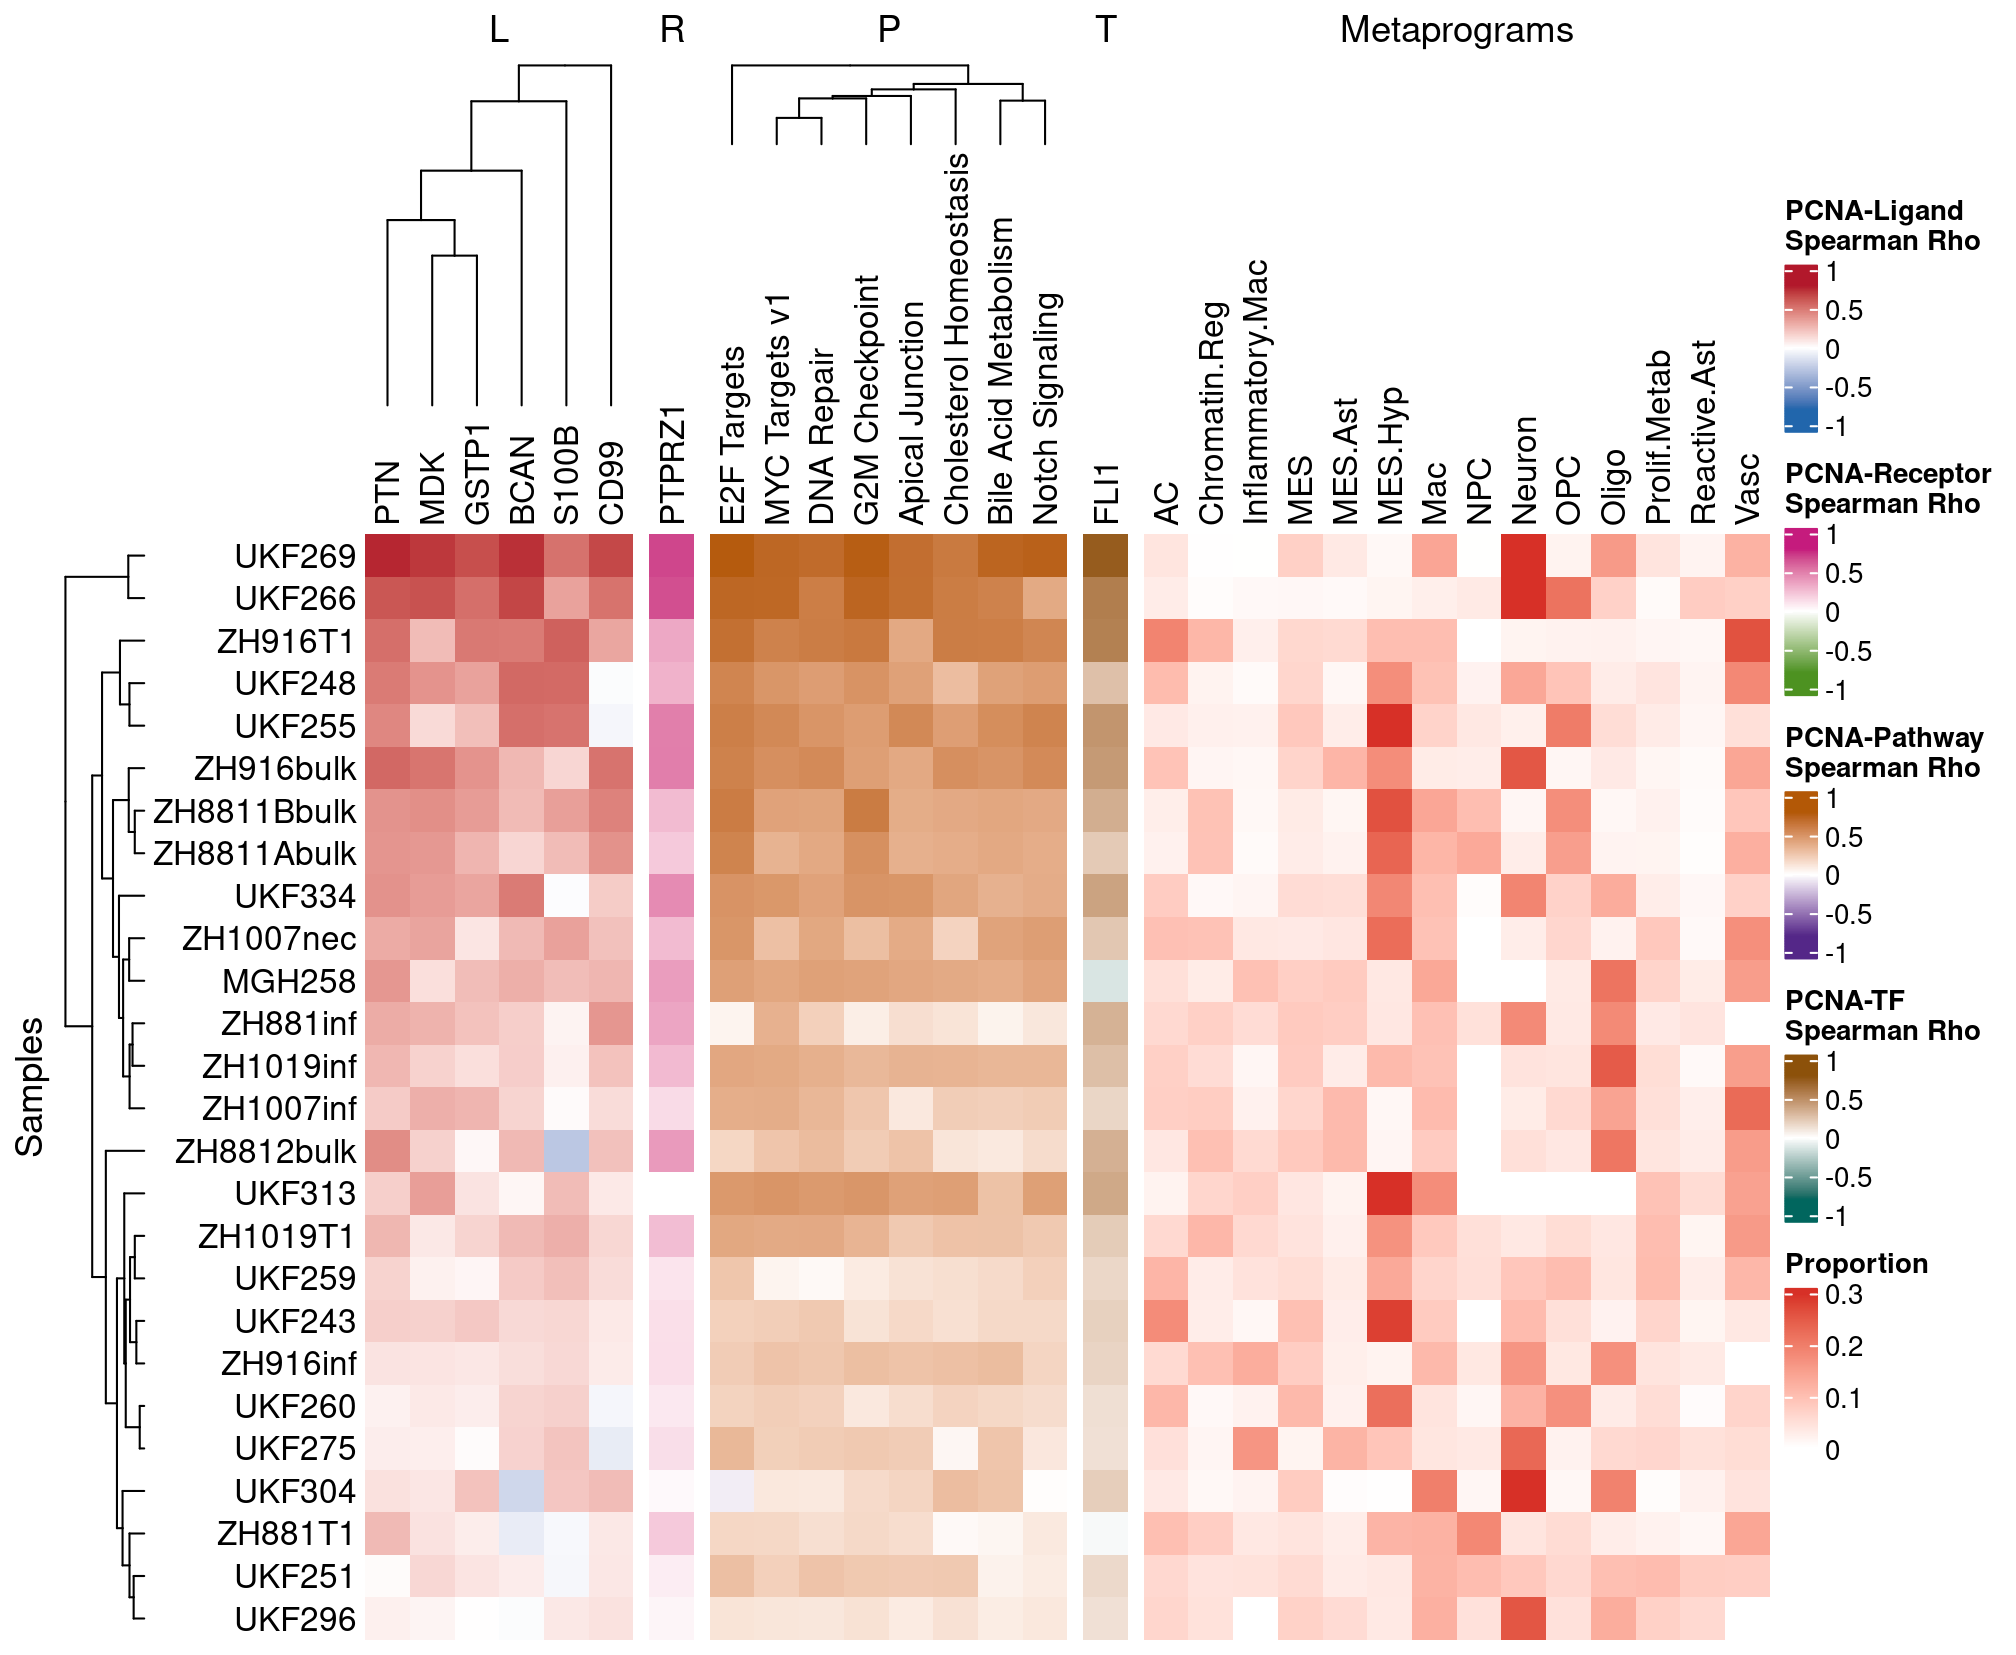 L R P T Metaprograms
PTN
MDK
GSTP1
BCAN
S100B
CD99
PTPRZ1
E2F Targets
MYC Targets v1
DNA Repair
G2M Checkpoint
Apical Junction
Cholesterol Homeostasis
Bile Acid Metabolism
Notch Signaling
FLI1
AC
Chromatin.Reg
Inflammatory.Mac
MES
MES.Ast
MES.Hyp
Mac
NPC
Neuron
OPC
Oligo
Prolif.Metab
Reactive.Ast
Vasc
Samples
UKF269
UKF266
ZH916T1
UKF248
UKF255
ZH916bulk
ZH8811Bbulk
ZH8811Abulk
UKF334
ZH1007nec
MGH258
ZH881inf
ZH1019inf
ZH1007inf
ZH8812bulk
UKF313
ZH1019T1
UKF259
UKF243
ZH916inf
UKF260
UKF275
UKF304
ZH881T1
UKF251
UKF296
PCNA-Ligand
Spearman Rho
1
0.5
0
-0.5
-1
PCNA-Receptor
Spearman Rho
1
0.5
0
-0.5
-1
PCNA-Pathway
Spearman Rho
1
0.5
0
-0.5
-1
PCNA-TF
Spearman Rho
1
0.5
0
-0.5
-1
Proportion
0.3
0.2
0.1
0